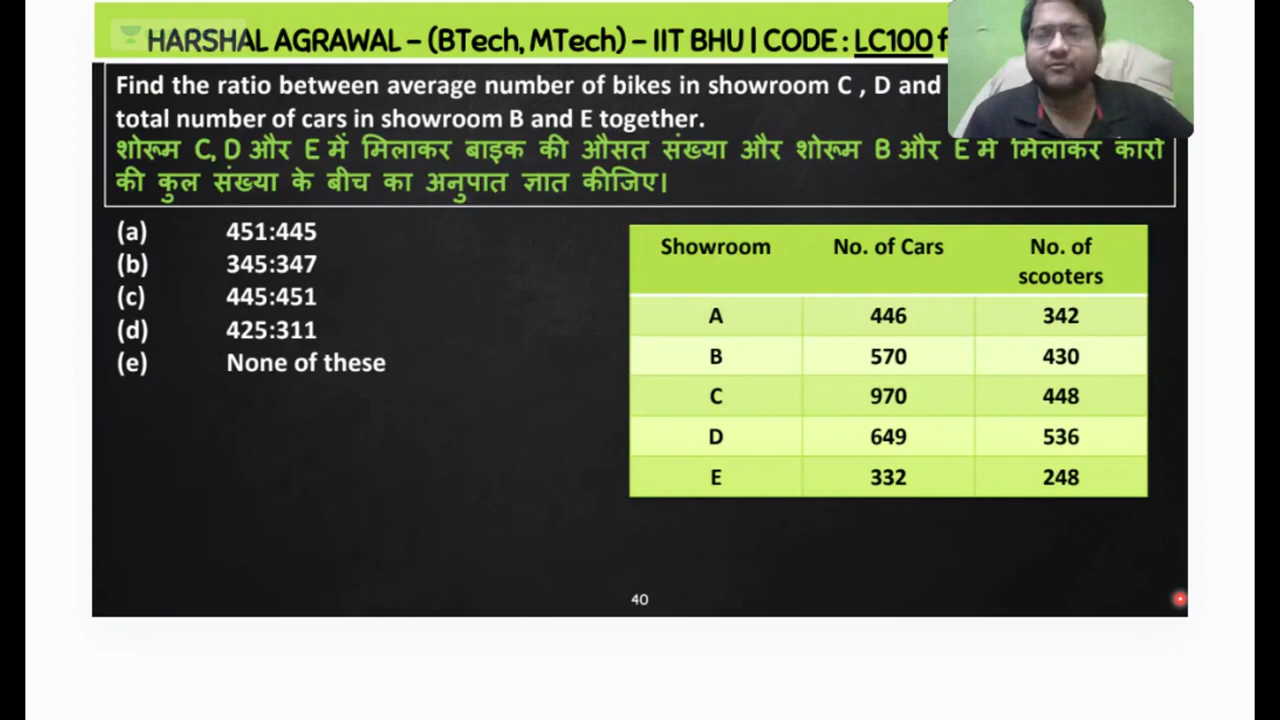 HARSHAL AGRAWAL – (BTech, MTech) – IIT BHU | CODE : LC100 f
Find the ratio between average number of bikes in showroom C , D and
total number of cars in showroom B and E together.
शोरूम C, D और E में मिलाकर बाइक की औसत संख्या और शोरूम B और E में मिलाकर कारों
की कुल संख्या के बीच का अनुपात ज्ञात कीजिए।
(a) 451:445
(b) 345:347
(c) 445:451
(d) 425:311
(e) None of these
Showroom No. of Cars No. of
scooters
A 446 342
B 570 430
C 970 448
D 649 536
E 332 248
40